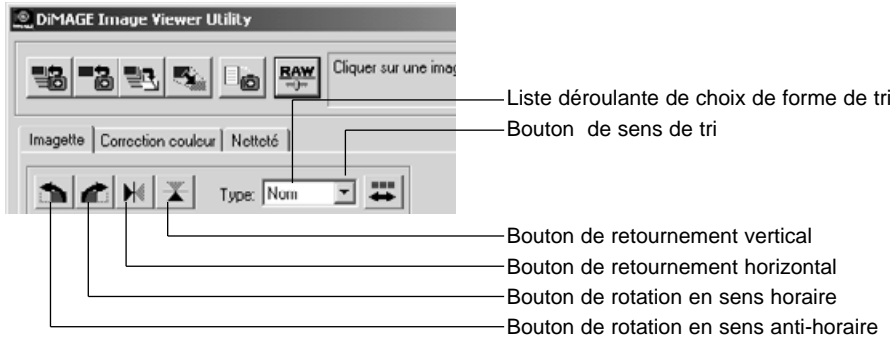 DiMAGE Image Viewer Utility
RAW
Cliquer sur une imag
Liste déroulante de choix de forme de tri
Bouton de sens de tri
Imagette
Correction couleur
Netteté
Type:
Nom
Bouton de retournement vertical
Bouton de retournement horizontal
Bouton de rotation en sens horaire
Bouton de rotation en sens anti-horaire